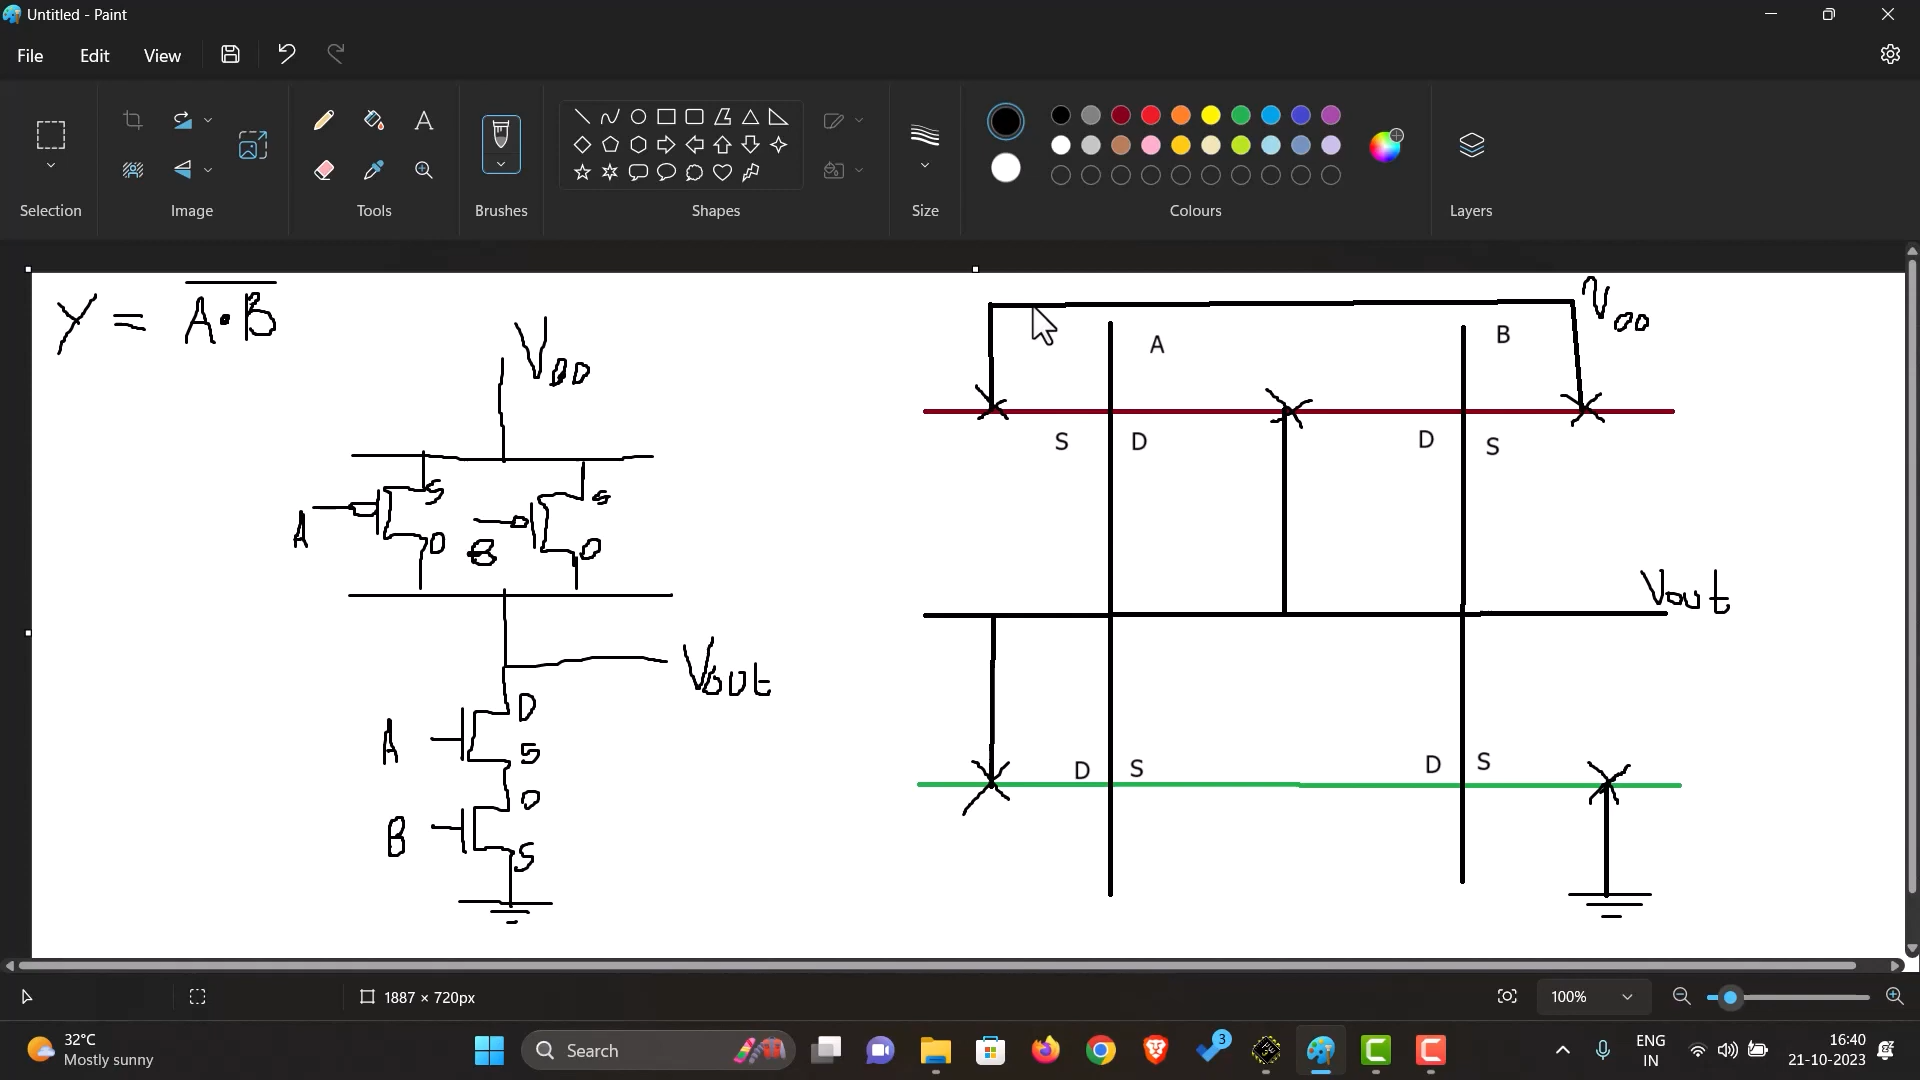 Untitled - Paint
File Edit View
Selection Image Tools Brushes Shapes Size Colours Layers
Y = A·B
VDD
A S D B S D
Vout
A D S
B D S
VDD
A B
S D D S
Vout
D S D S
1887 × 720px 100%
32°C
Mostly sunny
Search
3
ENG
IN
16:40
21-10-2023